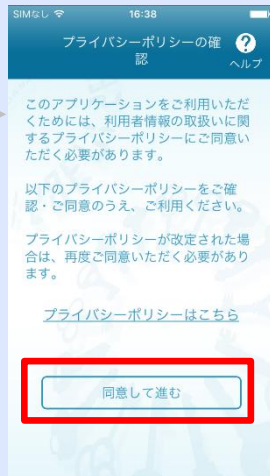 SIMなし 16:38
プライバシーポリシーの確
認
?
ヘルプ
このアプリケーションをご利用いただ
くためには、利用者情報の取扱いに関
するプライバシーポリシーにご同意い
ただく必要があります。
以下のプライバシーポリシーをご確
認・ご同意のうえ、ご利用ください。
プライバシーポリシーが改定された場
合は、再度ご同意いただく必要があり
ます。
プライバシーポリシーはこちら
同意して進む